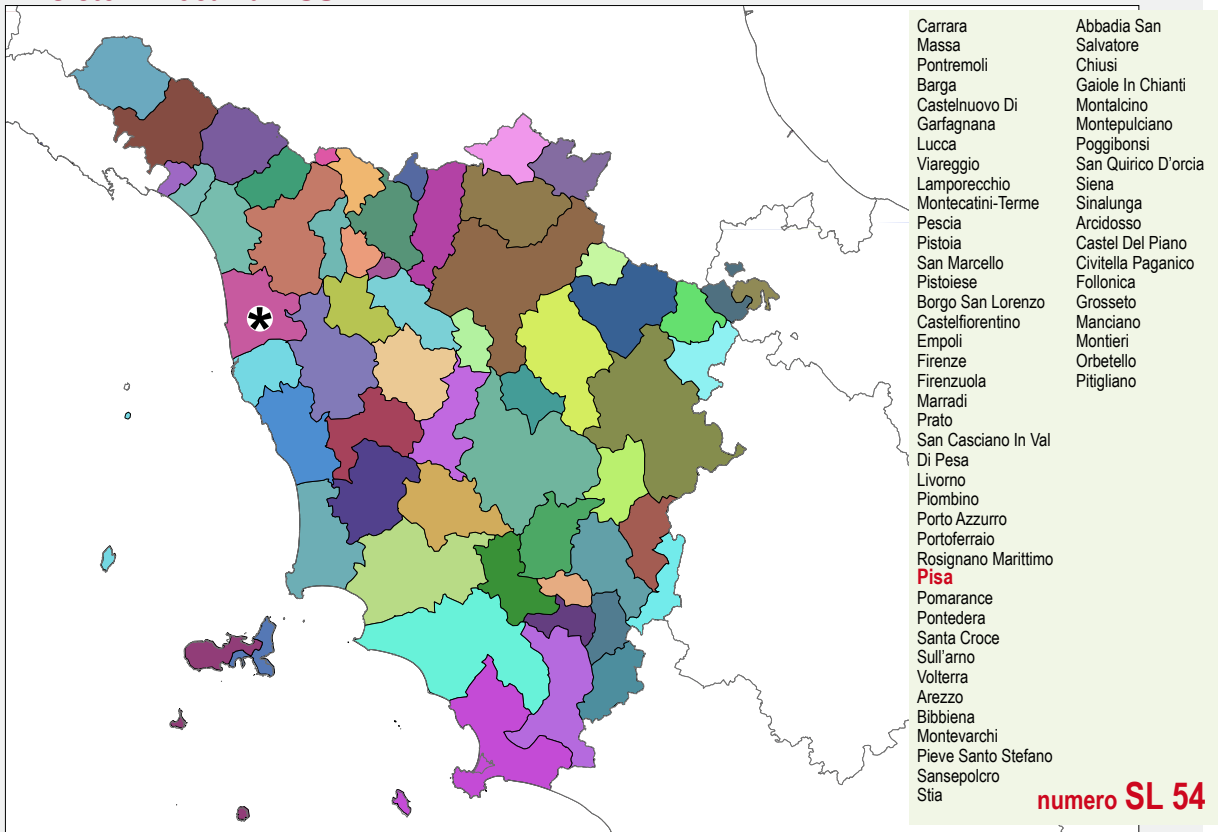 Carrara
Massa
Pontremoli
Barga
Castelnuovo Di
Garfagnana
Lucca
Viareggio
Lamporecchio
Montecatini-Terme
Pescia
Pistoia
San Marcello
Pistoiese
Borgo San Lorenzo
Castelfiorentino
Empoli
Firenze
Firenzuola
Marradi
Prato
San Casciano In Val
Di Pesa
Livorno
Piombino
Porto Azzurro
Portoferraio
Rosignano Marittimo
Pisa
Pomarance
Pontedera
Santa Croce
Sull'arno
Volterra
Arezzo
Bibbiena
Montevarchi
Pieve Santo Stefano
Sansepolcro
Stia
Abbadia San
Salvatore
Chiusi
Gaiole In Chianti
Montalcino
Montepulciano
Poggibonsi
San Quirico D'orcia
Siena
Sinalunga
Arcidosso
Castel Del Piano
Civitella Paganico
Follonica
Grosseto
Manciano
Montieri
Orbetello
Pitigliano
numero SL 54